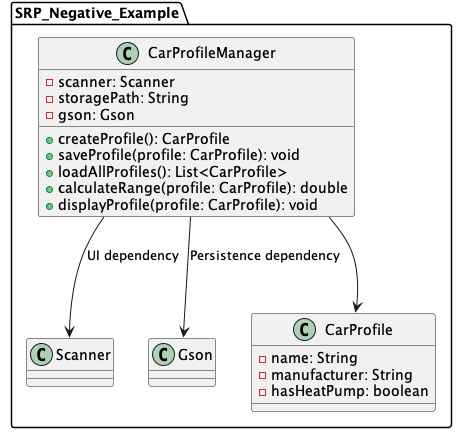 SRP_Negative_Example
C CarProfileManager
scanner: Scanner
storagePath: String
gson: Gson
createProfile(): CarProfile
saveProfile(profile: CarProfile): void
loadAllProfiles(): List<CarProfile>
calculateRange(profile: CarProfile): double
displayProfile(profile: CarProfile): void
UI dependency
Persistence dependency
C Scanner
C Gson
C CarProfile
name: String
manufacturer: String
hasHeatPump: boolean